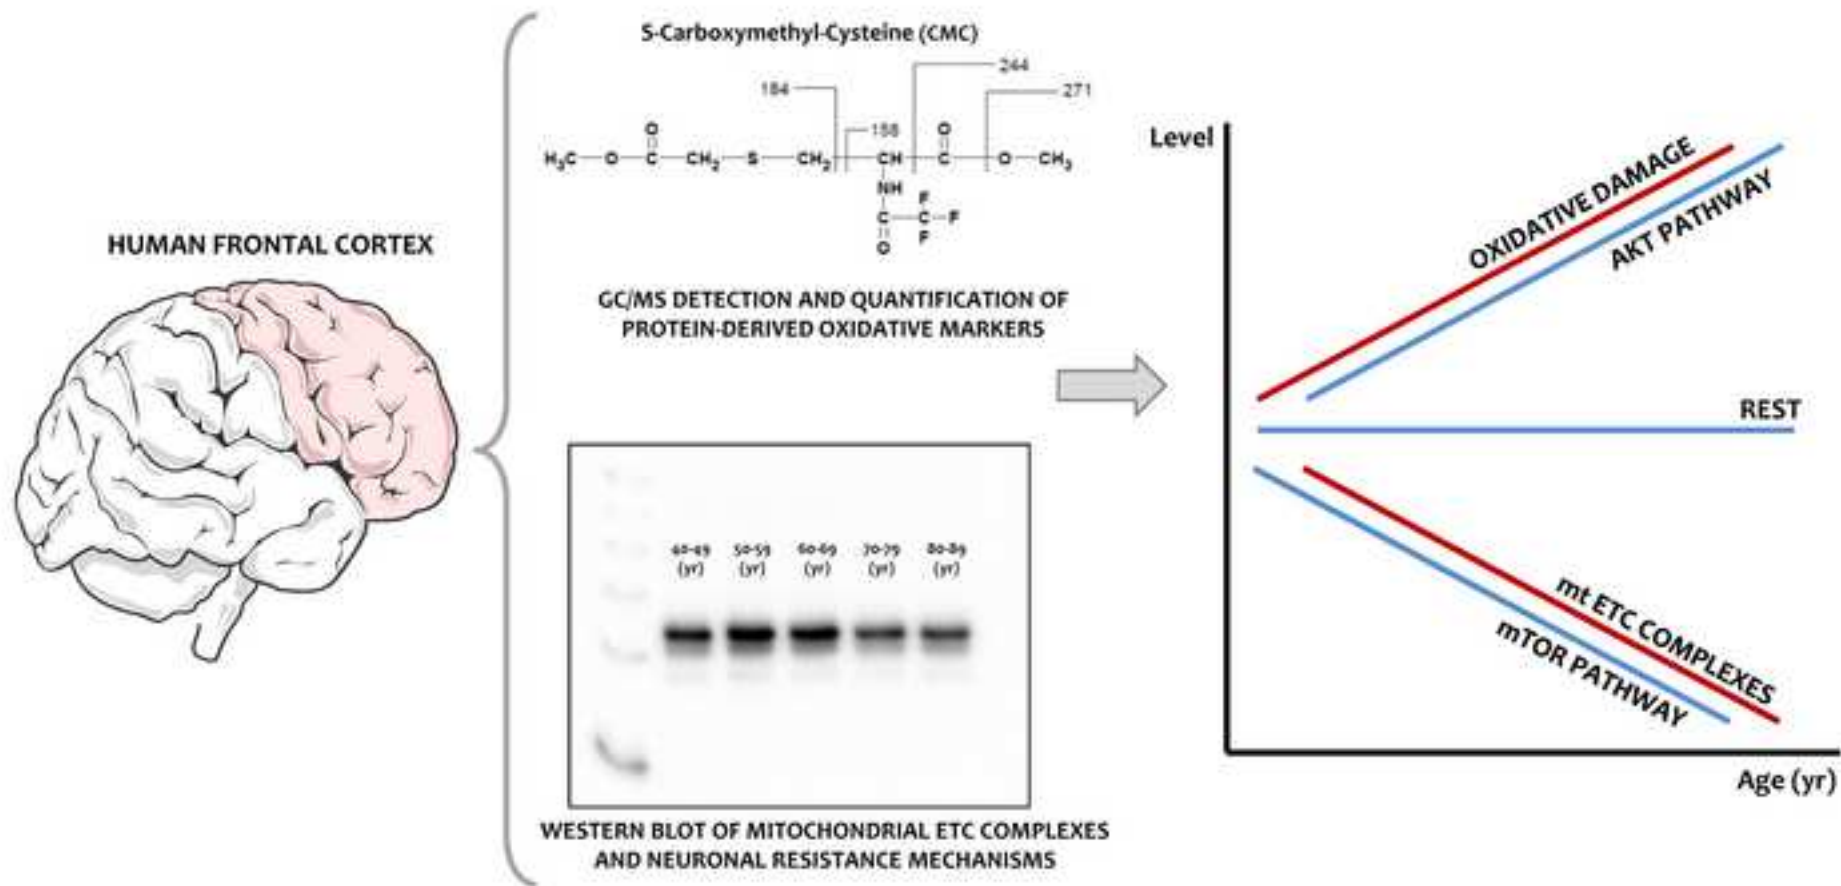 HUMAN FRONTAL CORTEX
S-Carboxymethyl-Cysteine (CMC)
244
184
271
158
O
O
H₃C—O—C—CH₂—S—CH₂—CH—C—O—CH₃
NH
F
C—C—F
F
O
GC/MS DETECTION AND QUANTIFICATION OF
PROTEIN-DERIVED OXIDATIVE MARKERS
40-49 50-59 60-69 70-79 80-89
(yr) (yr) (yr) (yr) (yr)
WESTERN BLOT OF MITOCHONDRIAL ETC COMPLEXES
AND NEURONAL RESISTANCE MECHANISMS
Level
OXIDATIVE DAMAGE
AKT PATHWAY
REST
mt ETC COMPLEXES
mTOR PATHWAY
Age (yr)